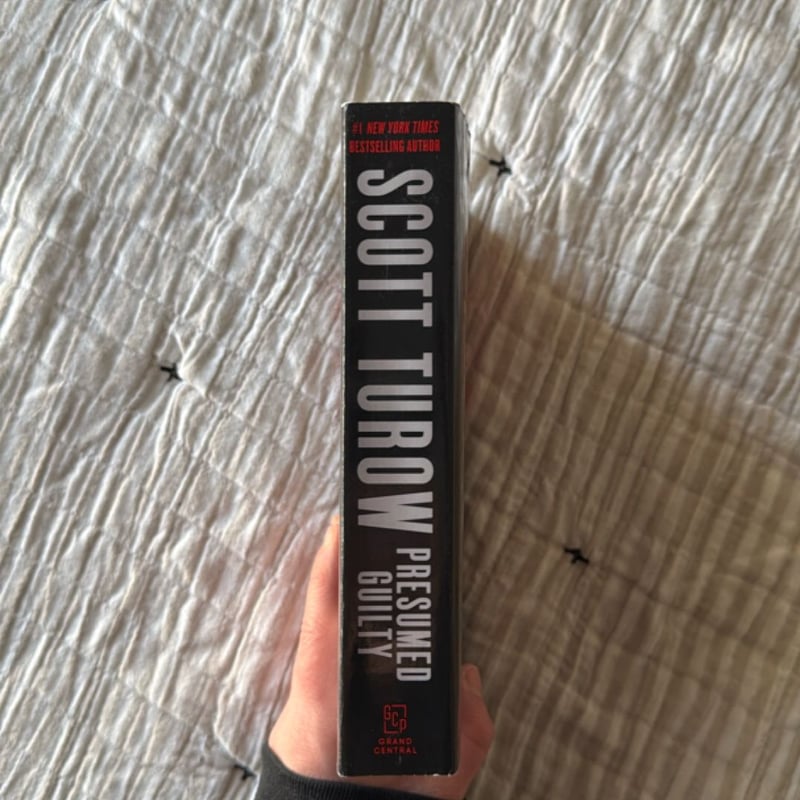 #1 NEW YORK TIMES
BESTSELLING AUTHOR
SCOTT TUROW
PRESUMED
GUILTY
GCP
GRAND
CENTRAL